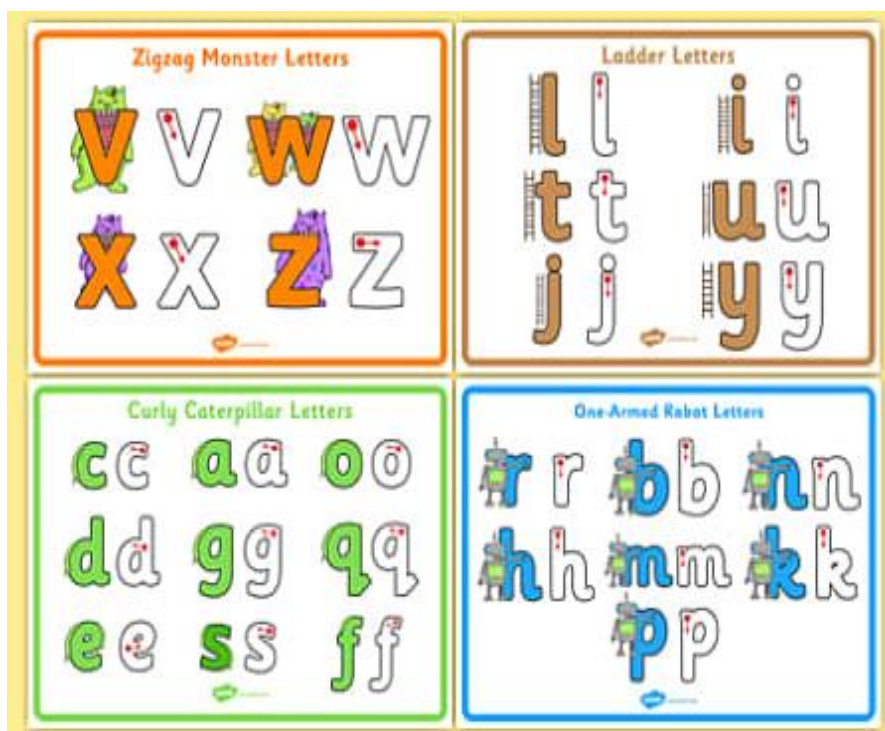 Zigzag Monster Letters
v v w w
x x z z
Ladder Letters
l l i i
t t u u
j j y y
Curly Caterpillar Letters
c c a a o o
d d g g q q
e e s s f f
One-Armed Robot Letters
r r b b n n
h h m m k k
p p